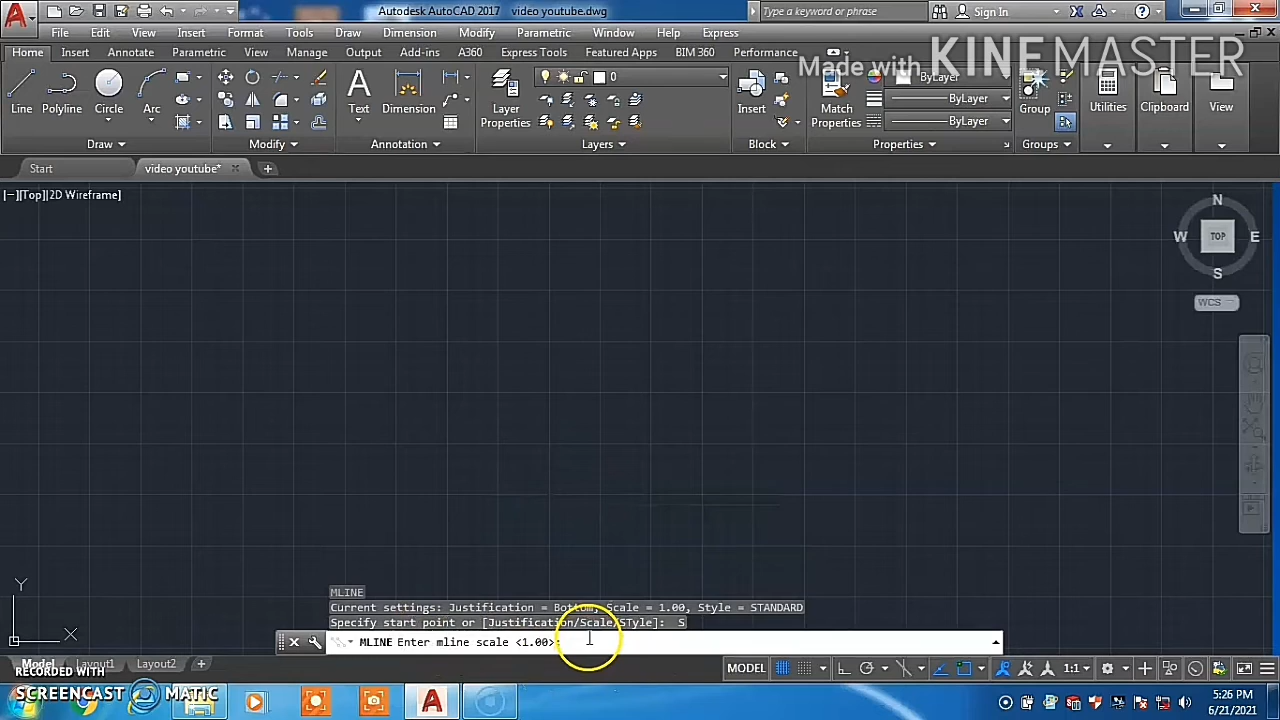 Autodesk AutoCAD 2017 video youtube.dwg
Type a keyword or phrase
Sign In
File Edit View Insert Format Tools Draw Dimension Modify Parametric Window Help Express
Home Insert Annotate Parametric View Manage Output Add-ins A360 Express Tools Featured Apps BIM 360 Performance
Made with KINEMASTER
0
ByLayer
Line Polyline Circle Arc
Text Dimension
Layer Properties
Insert
Match Properties
ByLayer
ByLayer
Group
Utilities Clipboard View
Draw Modify Annotation Layers Block Properties Groups
Start video youtube*
[−][Top][2D Wireframe]
N
W TOP E
S
WCS
Y
X
MLINE
Current settings: Justification = Bottom, Scale = 1.00, Style = STANDARD
Specify start point or [Justification/Scale/STyle]: S
MLINE Enter mline scale <1.00>:
Model Layout1 Layout2
MODEL 1:1
RECORDED WITH
SCREENCAST MATIC
5:26 PM
6/21/2021